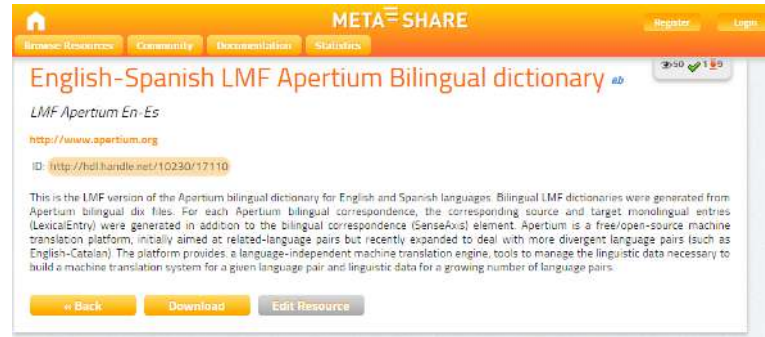 META SHARE
Register Login
Browse Resources Community Documentation Statistics
English-Spanish LMF Apertium Bilingual dictionary ab
50 1 9
LMF Apertium En-Es
http://www.apertium.org
ID: http://hdl.handle.net/10230/17110
This is the LMF version of the Apertium bilingual dictionary for English and Spanish languages. Bilingual LMF dictionaries were generated from
Apertium bilingual dix files. For each Apertium bilingual correspondence, the corresponding source and target monolingual entries
(LexicalEntry) were generated in addition to the bilingual correspondence (SenseAxis) element. Apertium is a free/open-source machine
translation platform, initially aimed at related-language pairs but recently expanded to deal with more divergent language pairs (such as
English-Catalan). The platform provides: a language-independent machine translation engine, tools to manage the linguistic data necessary to
build a machine translation system for a given language pair and linguistic data for a growing number of language pairs.
« Back Download Edit Resource